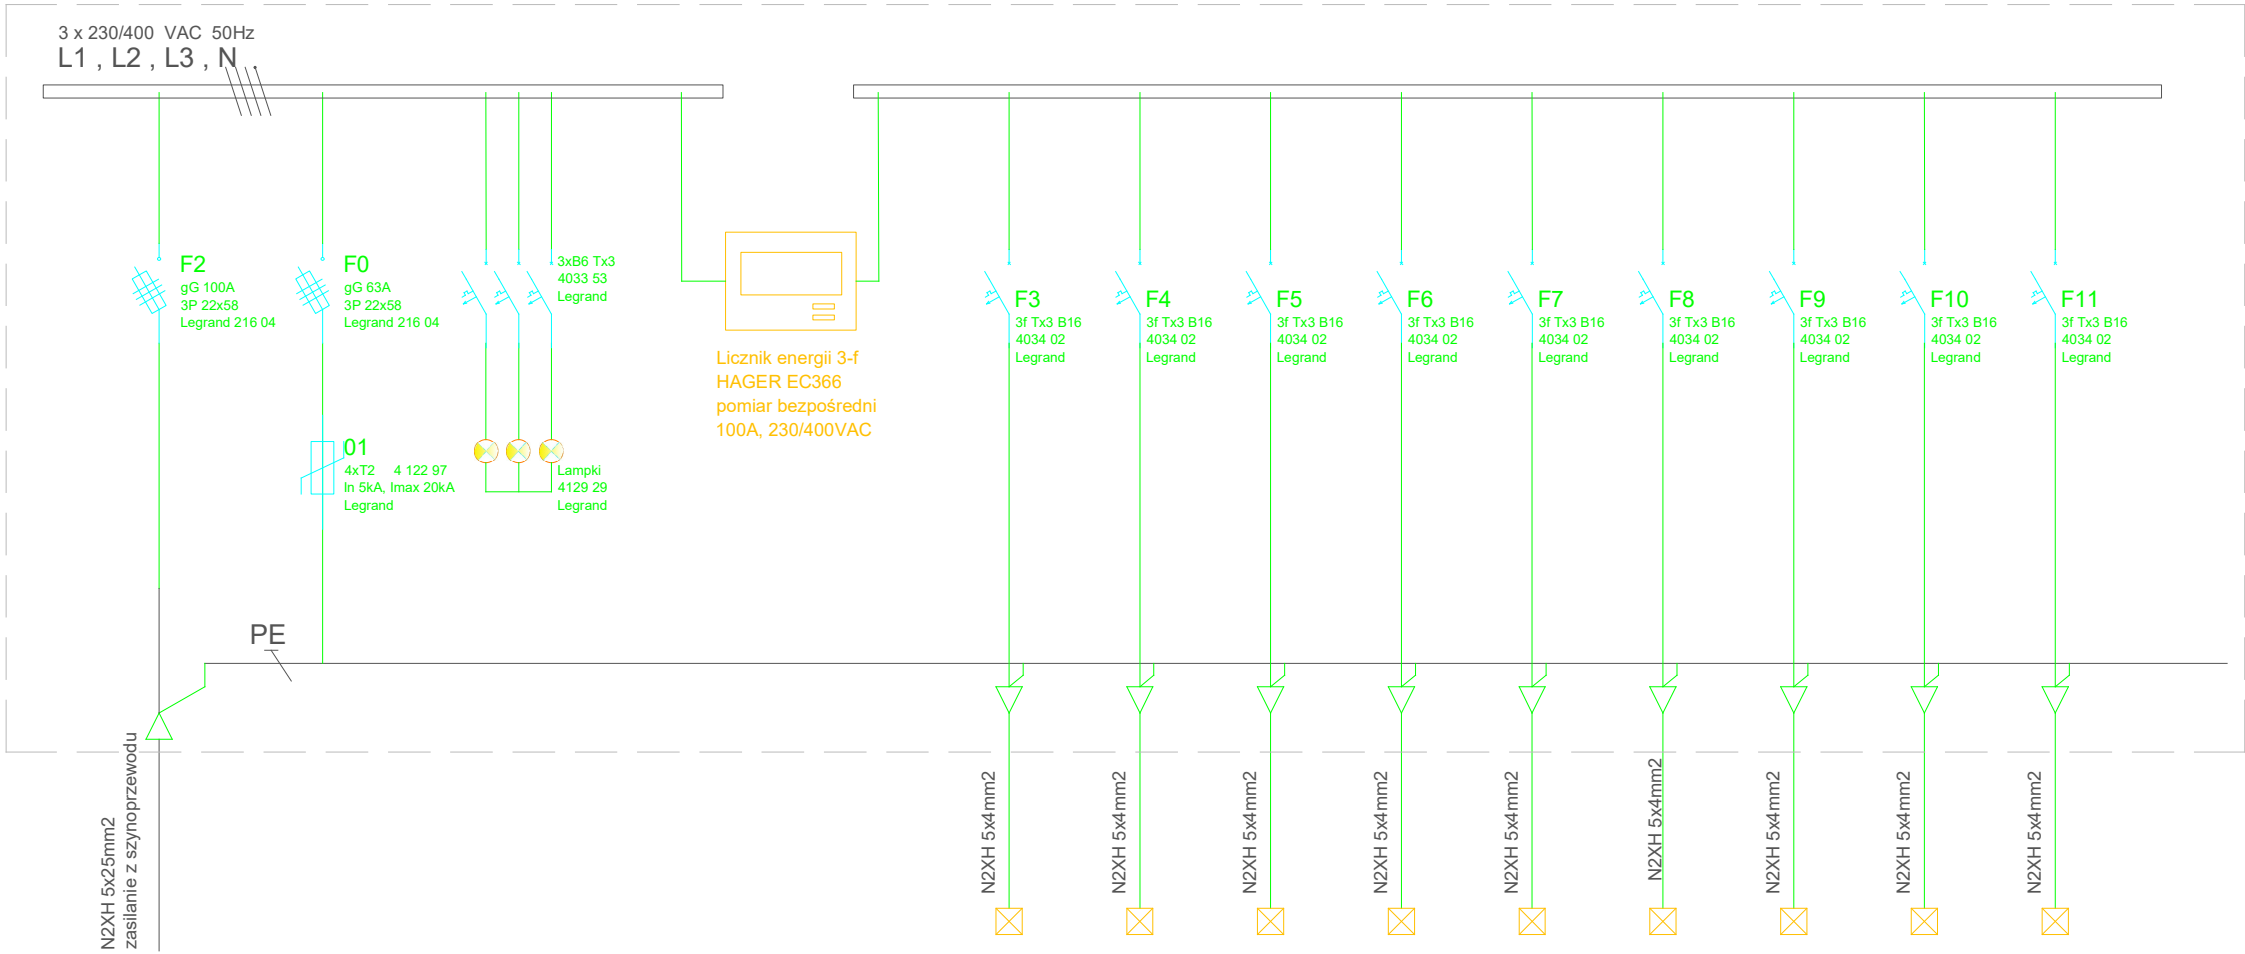 3 x 230/400 VAC 50Hz
L1 , L2 , L3 , N
F2
gG 100A
3P 22x58
Legrand 216 04
F0
gG 63A
3P 22x58
Legrand 216 04
3xB6 Tx3
4033 53
Legrand
01
4xT2 4 122 97
In 5kA, Imax 20kA
Legrand
Lampki
4129 29
Legrand
Licznik energii 3-f
HAGER EC366
pomiar bezpośredni
100A, 230/400VAC
F3
3f Tx3 B16
4034 02
Legrand
F4
3f Tx3 B16
4034 02
Legrand
F5
3f Tx3 B16
4034 02
Legrand
F6
3f Tx3 B16
4034 02
Legrand
F7
3f Tx3 B16
4034 02
Legrand
F8
3f Tx3 B16
4034 02
Legrand
F9
3f Tx3 B16
4034 02
Legrand
F10
3f Tx3 B16
4034 02
Legrand
F11
3f Tx3 B16
4034 02
Legrand
PE
N2XH 5x25mm2
zasilanie z szynoprzewodu
N2XH 5x4mm2
N2XH 5x4mm2
N2XH 5x4mm2
N2XH 5x4mm2
N2XH 5x4mm2
N2XH 5x4mm2
N2XH 5x4mm2
N2XH 5x4mm2
N2XH 5x4mm2